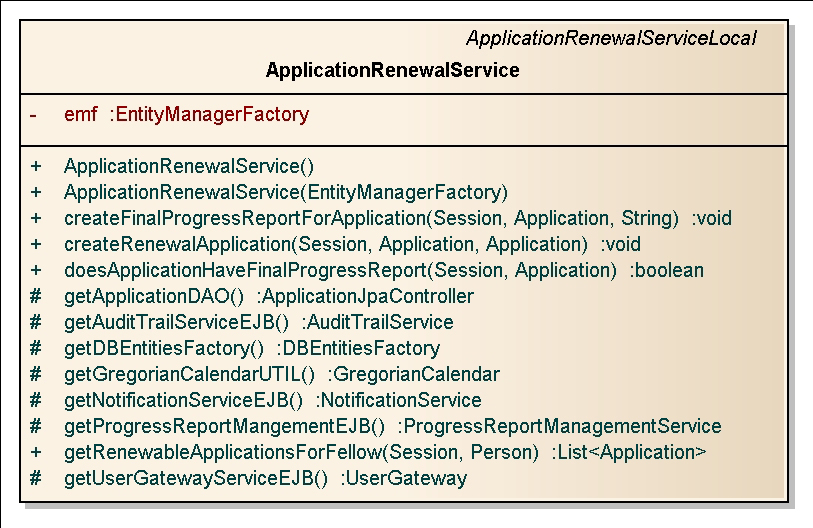 ApplicationRenewalServiceLocal
ApplicationRenewalService
- emf :EntityManagerFactory
+ ApplicationRenewalService()
+ ApplicationRenewalService(EntityManagerFactory)
+ createFinalProgressReportForApplication(Session, Application, String) :void
+ createRenewalApplication(Session, Application, Application) :void
+ doesApplicationHaveFinalProgressReport(Session, Application) :boolean
# getApplicationDAO() :ApplicationJpaController
# getAuditTrailServiceEJB() :AuditTrailService
# getDBEntitiesFactory() :DBEntitiesFactory
# getGregorianCalendarUTIL() :GregorianCalendar
# getNotificationServiceEJB() :NotificationService
# getProgressReportMangementEJB() :ProgressReportManagementService
+ getRenewableApplicationsForFellow(Session, Person) :List<Application>
# getUserGatewayServiceEJB() :UserGateway